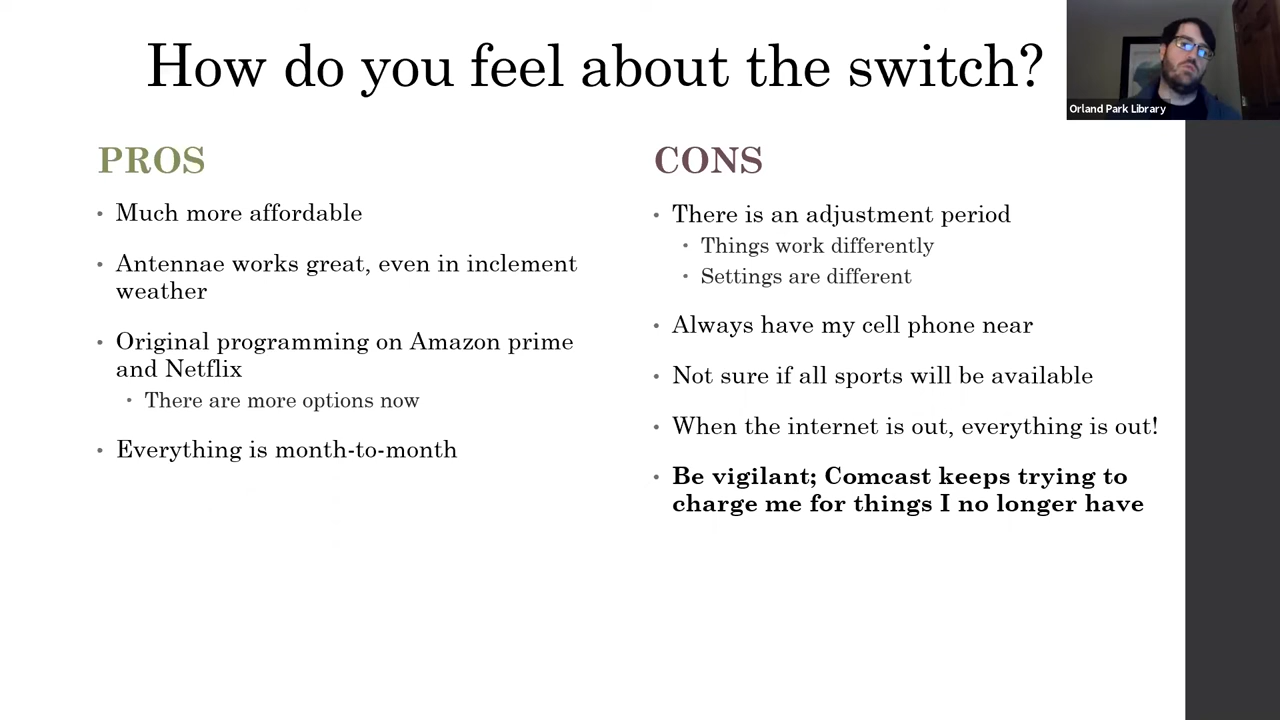 How do you feel about the switch?
Orland Park Library
PROS
• Much more affordable
• Antennae works great, even in inclement
weather
• Original programming on Amazon prime
and Netflix
• There are more options now
• Everything is month-to-month
CONS
• There is an adjustment period
• Things work differently
• Settings are different
• Always have my cell phone near
• Not sure if all sports will be available
• When the internet is out, everything is out!
• Be vigilant; Comcast keeps trying to
charge me for things I no longer have